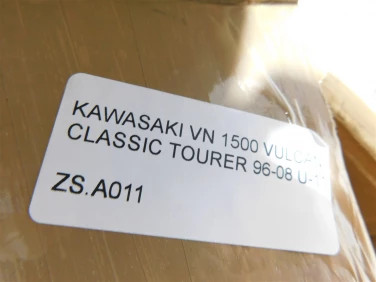 KAWASAKI VN 1500 VULCAN
CLASSIC TOURER 96-08
ZS.A011